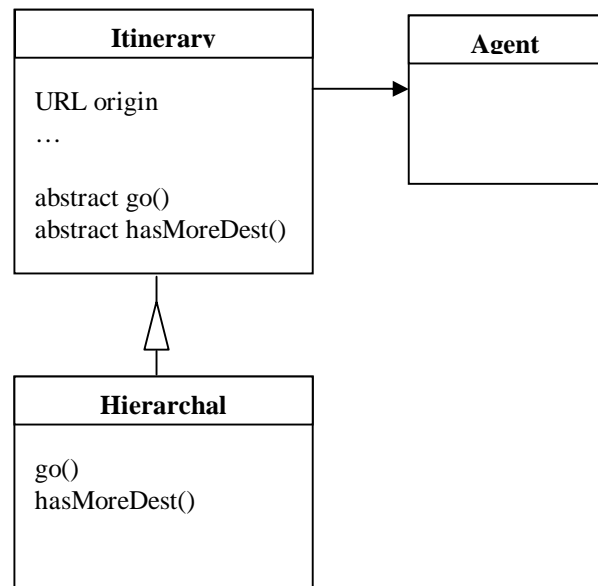 Itinerary
Agent
URL origin
…
abstract go()
abstract hasMoreDest()
Hierarchal
go()
hasMoreDest()